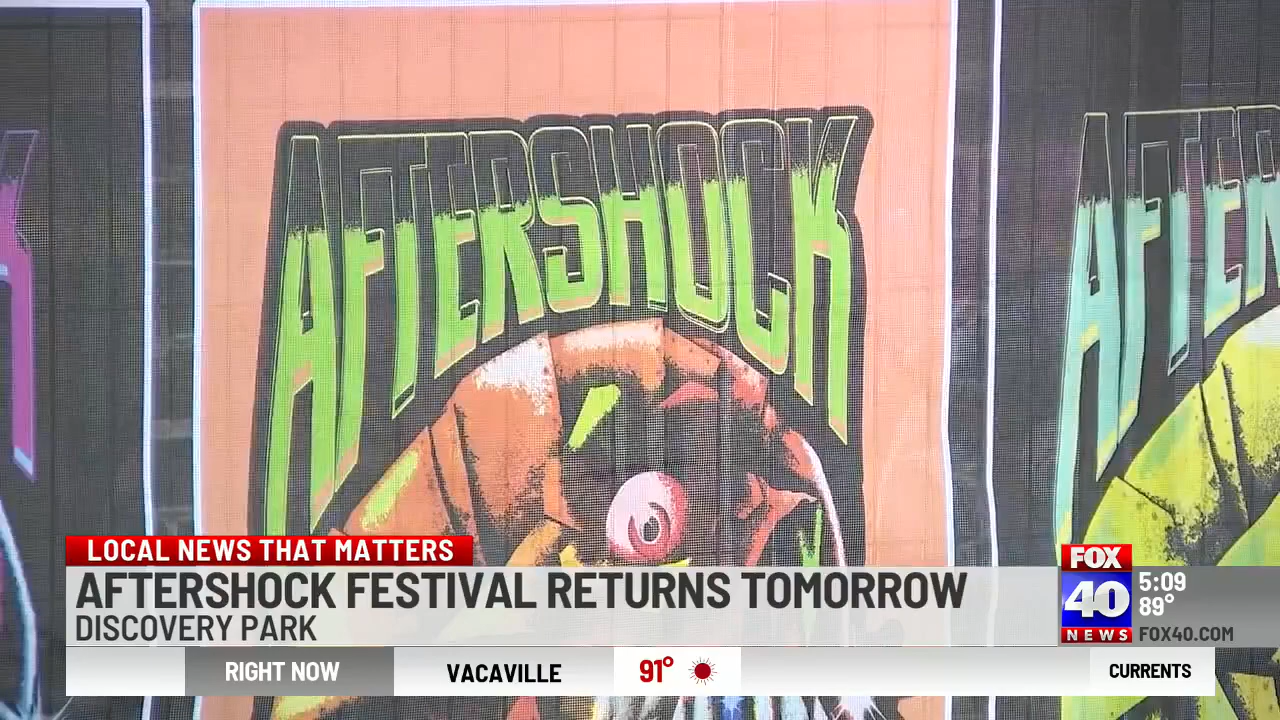 AFTERSHOCK
LOCAL NEWS THAT MATTERS
AFTERSHOCK FESTIVAL RETURNS TOMORROW
DISCOVERY PARK
FOX
40
NEWS
5:09
89°
FOX40.COM
RIGHT NOW
VACAVILLE
91°
CURRENTS